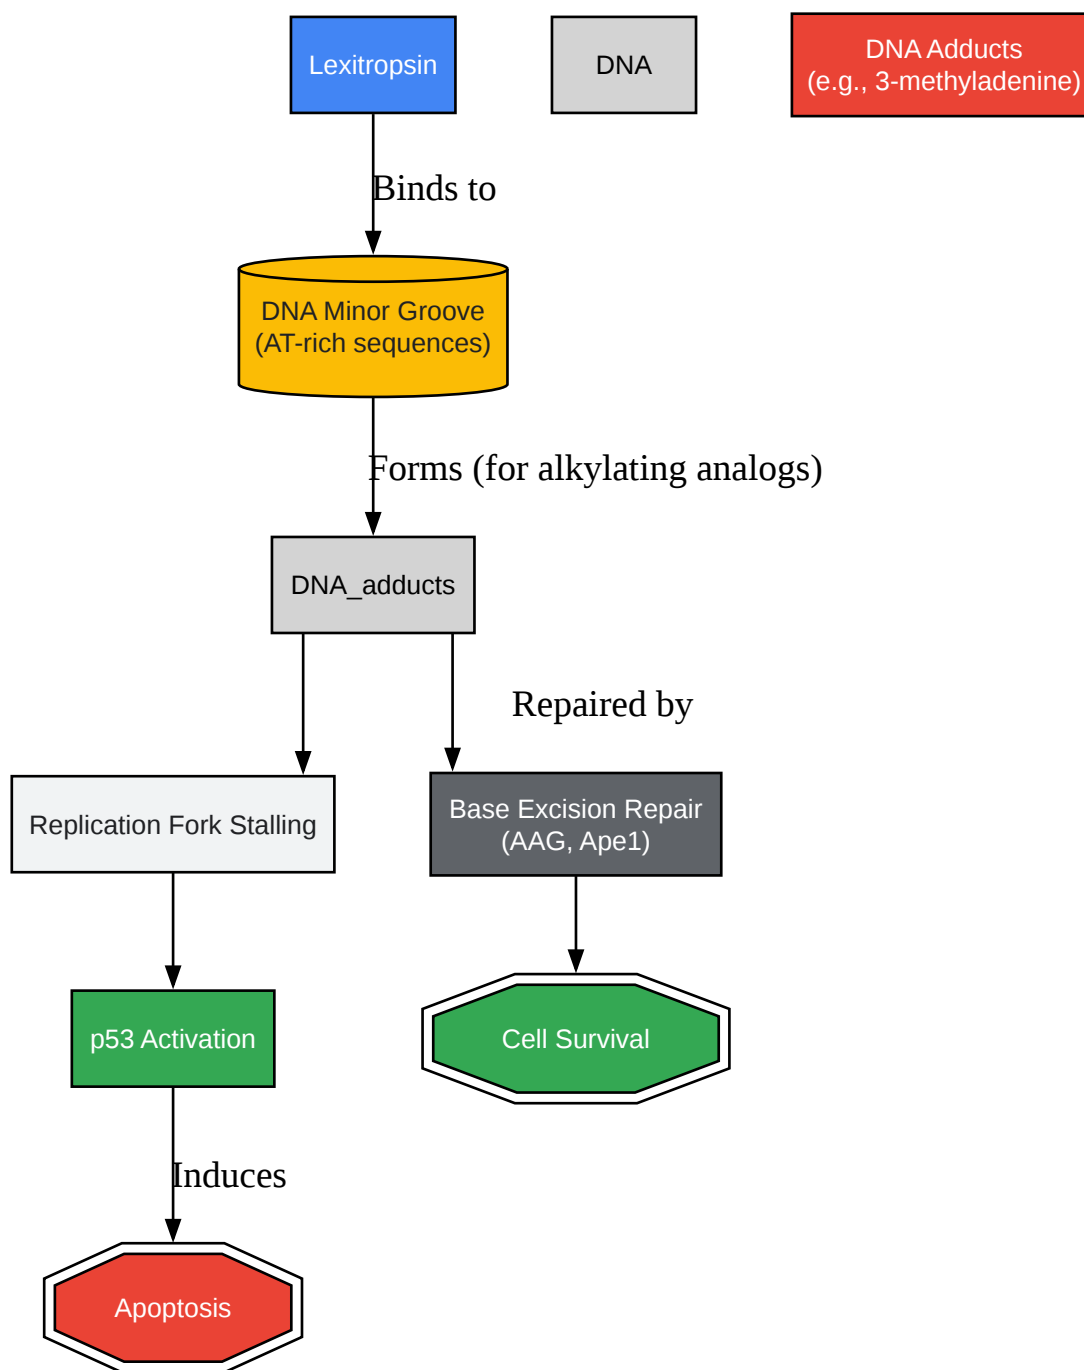 Lexitropsin
DNA
DNA Adducts
(e.g., 3-methyladenine)
Binds to
DNA Minor Groove
(AT-rich sequences)
Forms (for alkylating analogs)
DNA_adducts
Repaired by
Replication Fork Stalling
Base Excision Repair
(AAG, Ape1)
p53 Activation
Cell Survival
Induces
Apoptosis